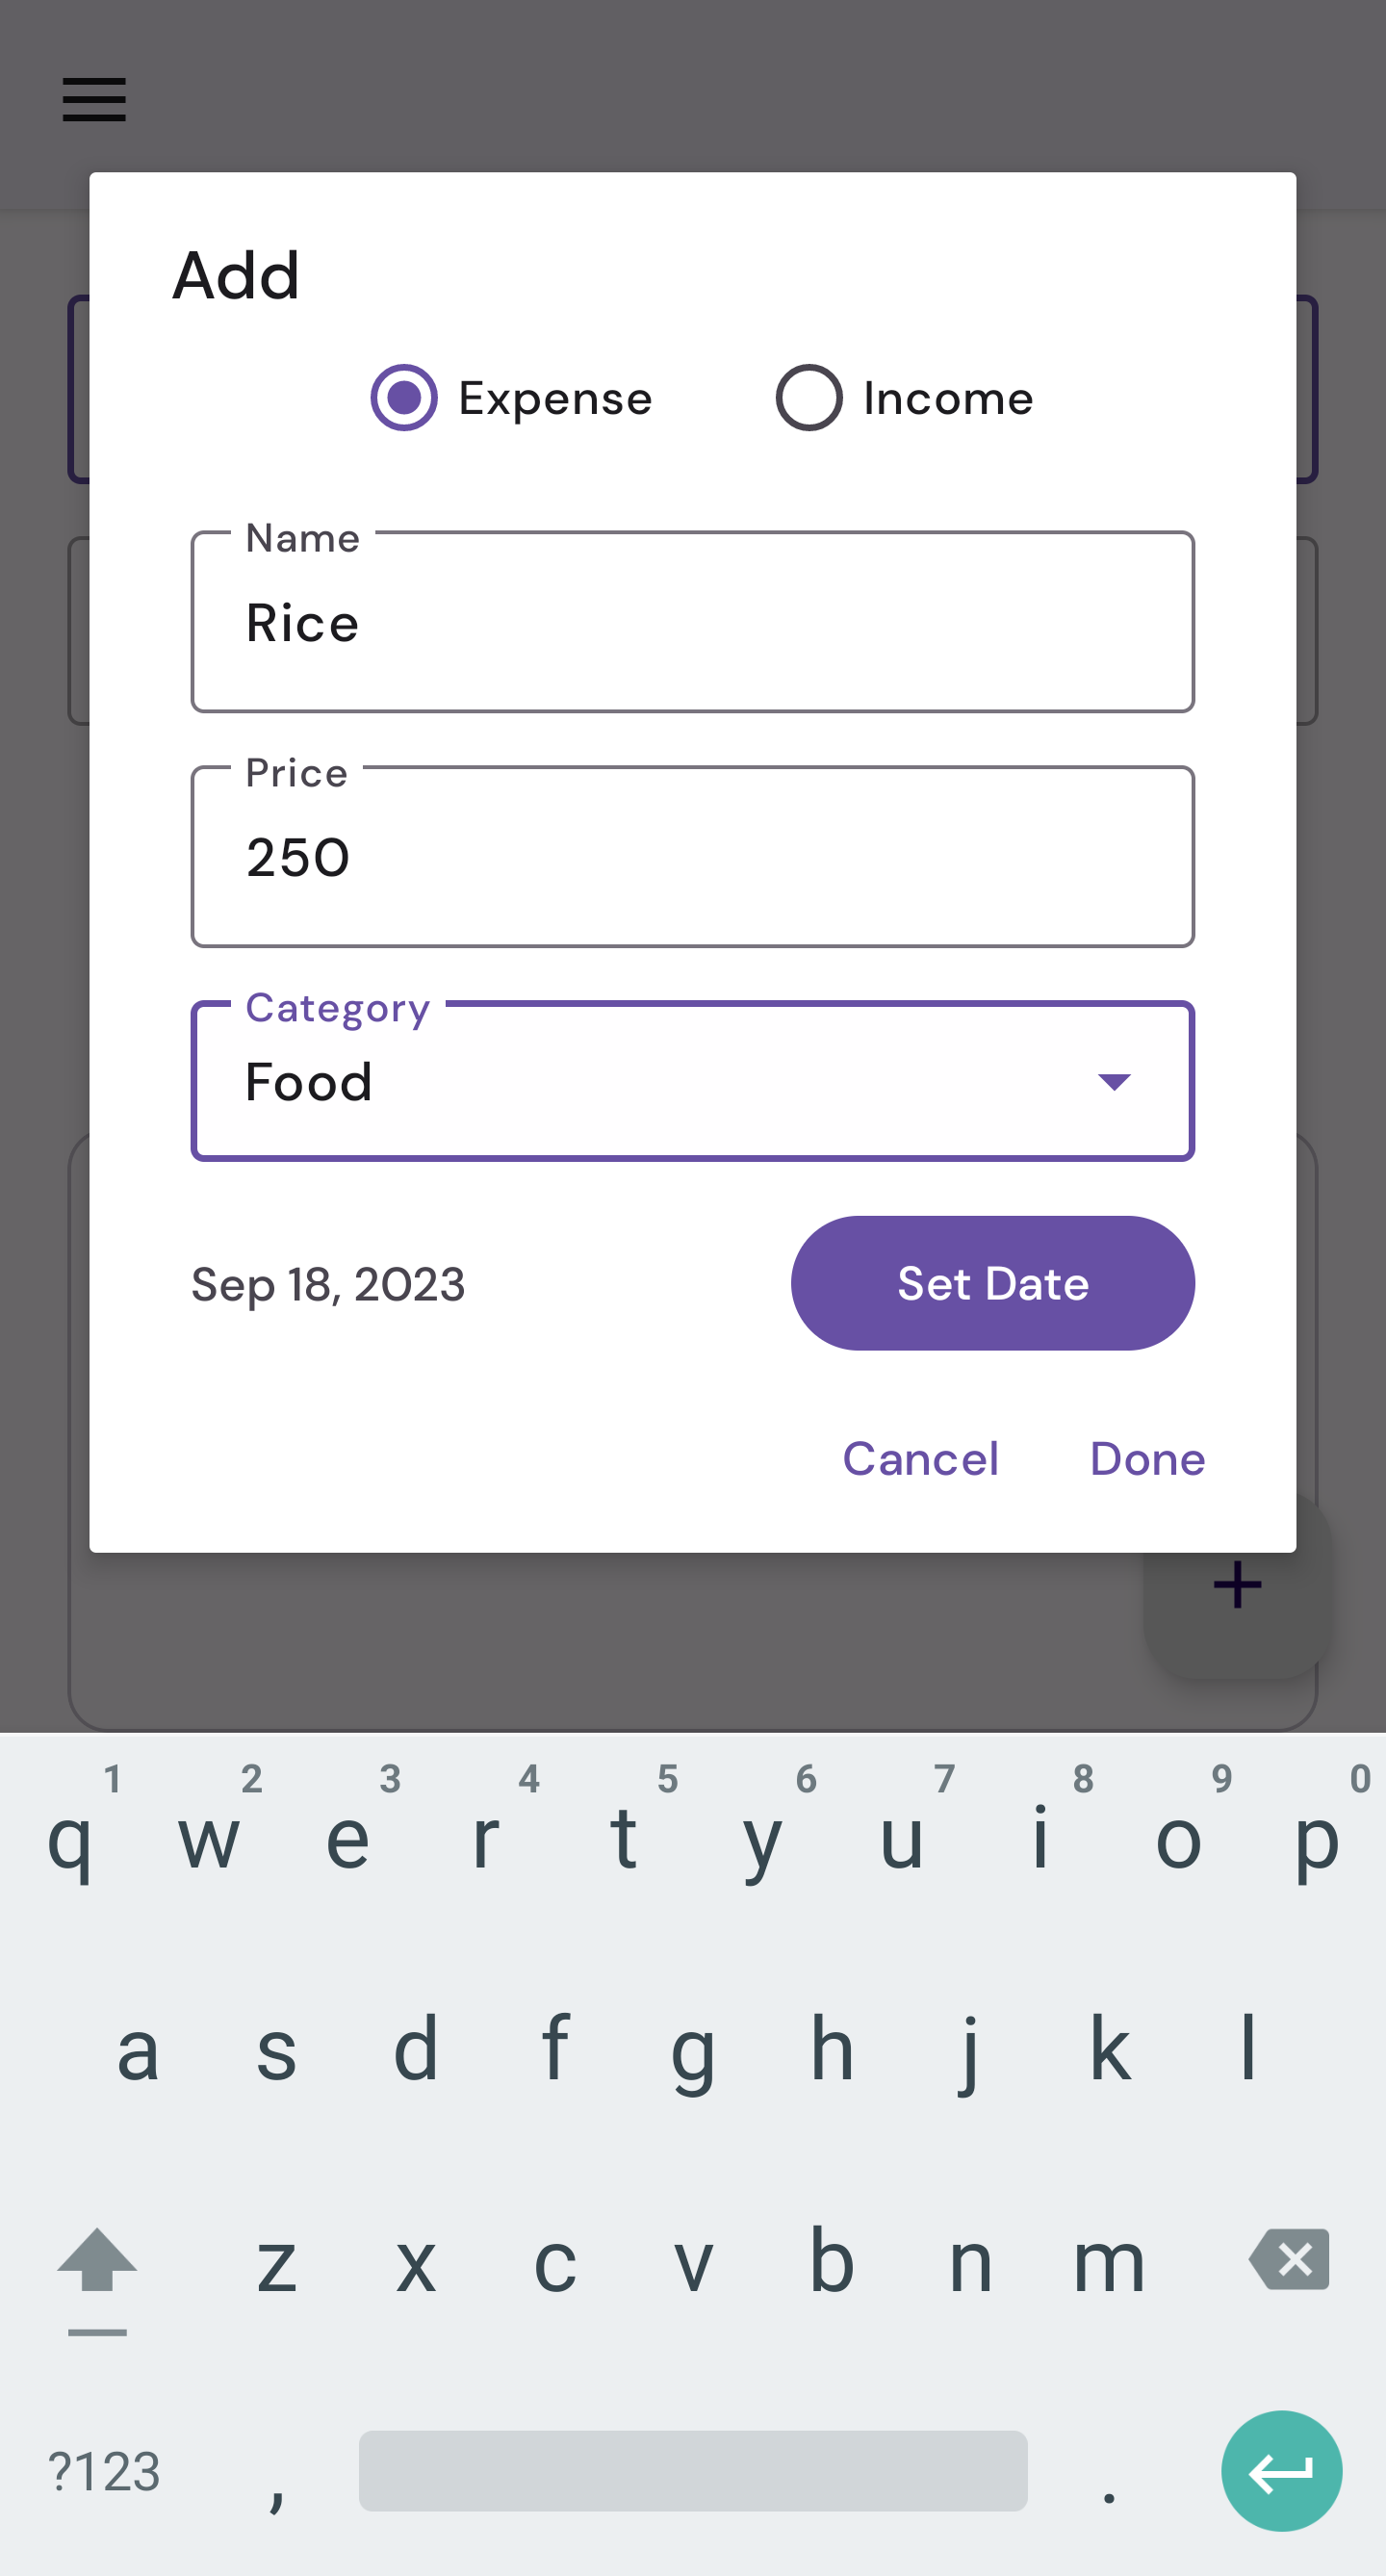 Add
Expense Income
Name
Rice
Price
250
Category
Food
Sep 18, 2023 Set Date
Cancel Done
1 2 3 4 5 6 7 8 9 0
q w e r t y u i o p
a s d f g h j k l
z x c v b n m
?123 , .